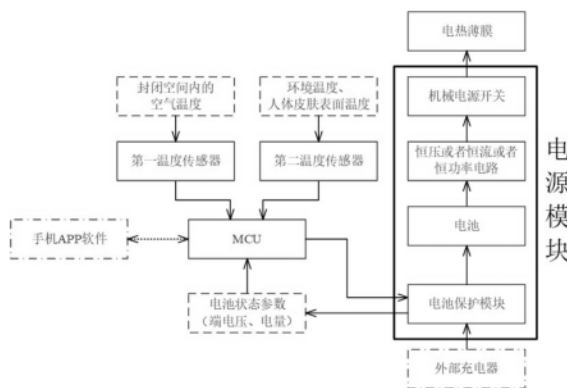 电热薄膜
封闭空间内的
空气温度
环境温度、
人体皮肤表面温度
机械电源开关
第一温度传感器
第二温度传感器
恒压或者恒流或者
恒功率电路
电源模块
手机APP软件
MCU
电池
电池状态参数
（端电压、电量）
电池保护模块
外部充电器